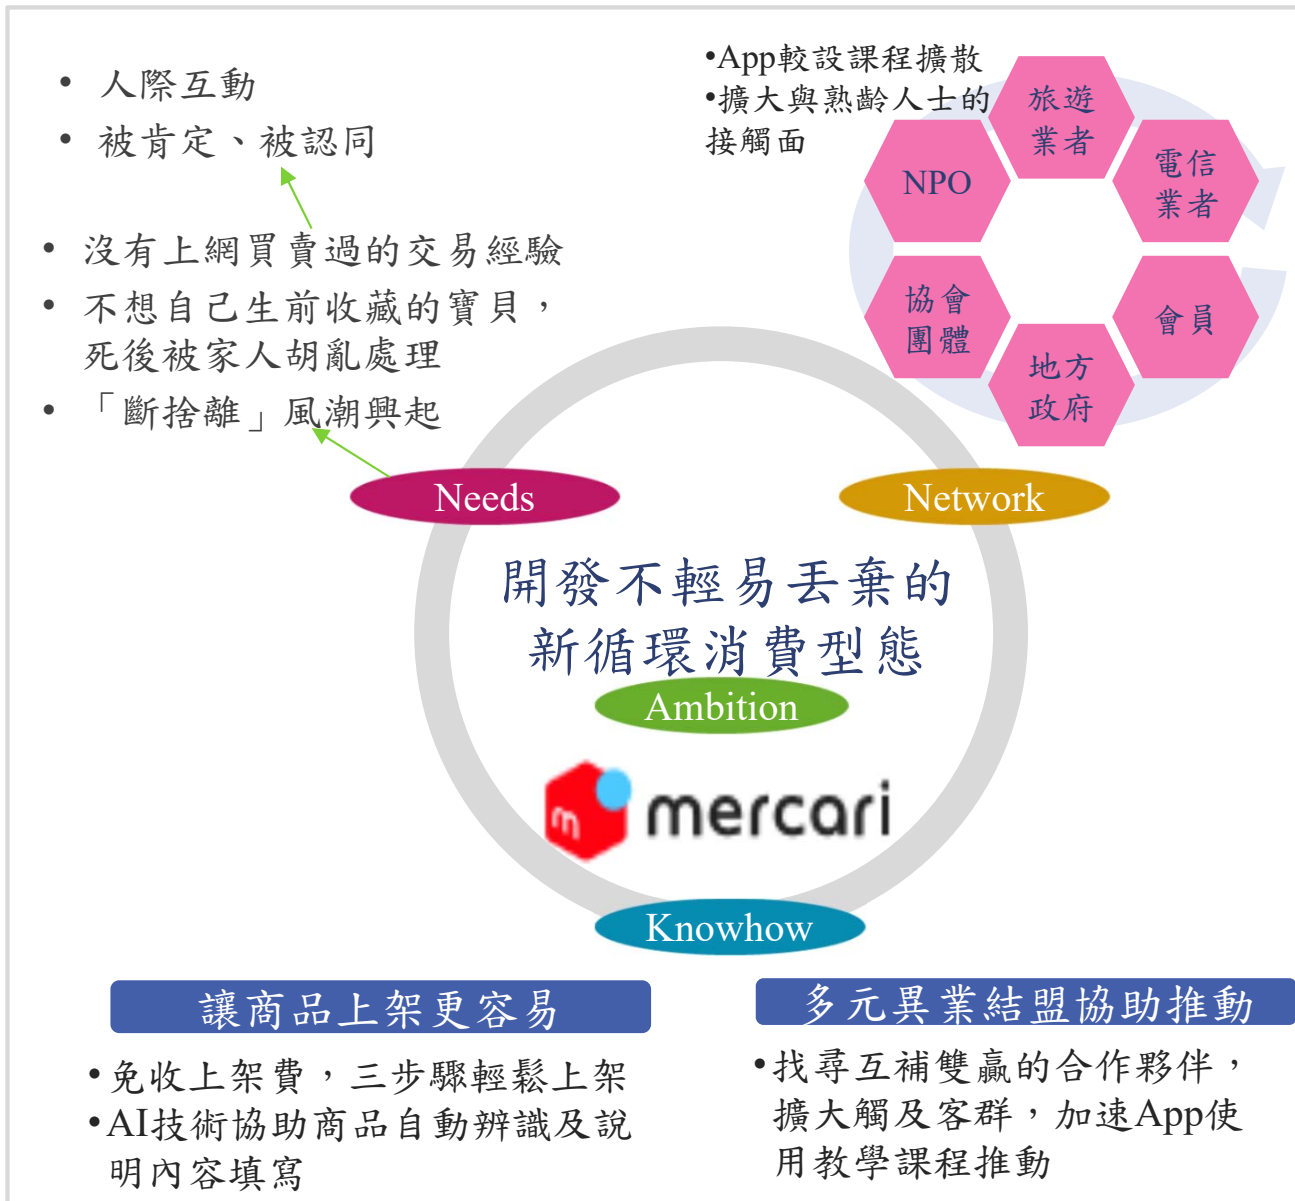 • 人際互動
• 被肯定、被認同
• 沒有上網買賣過的交易經驗
• 不想自己生前收藏的寶貝，
死後被家人胡亂處理
• 「斷捨離」風潮興起
•App較設課程擴散
•擴大與熟齡人士的
接觸面
旅遊
業者
電信
業者
會員
地方
政府
協會
團體
NPO
Needs
Network
開發不輕易丟棄的
新循環消費型態
Ambition
m mercari
Knowhow
讓商品上架更容易
•免收上架費，三步驟輕鬆上架
•AI技術協助商品自動辨識及說
明內容填寫
多元異業結盟協助推動
•找尋互補雙贏的合作夥伴，
擴大觸及客群，加速App使
用教學課程推動